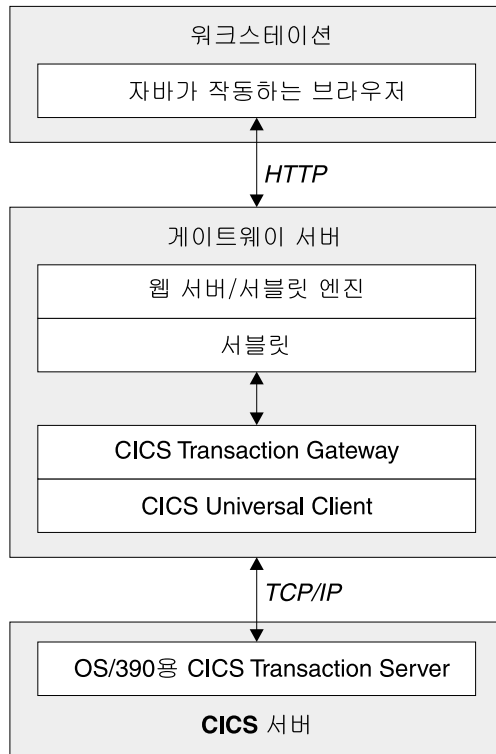 워크스테이션
자바가 작동하는 브라우저
HTTP
게이트웨이 서버
웹 서버/서블릿 엔진
서블릿
CICS Transaction Gateway
CICS Universal Client
TCP/IP
OS/390용 CICS Transaction Server
CICS 서버